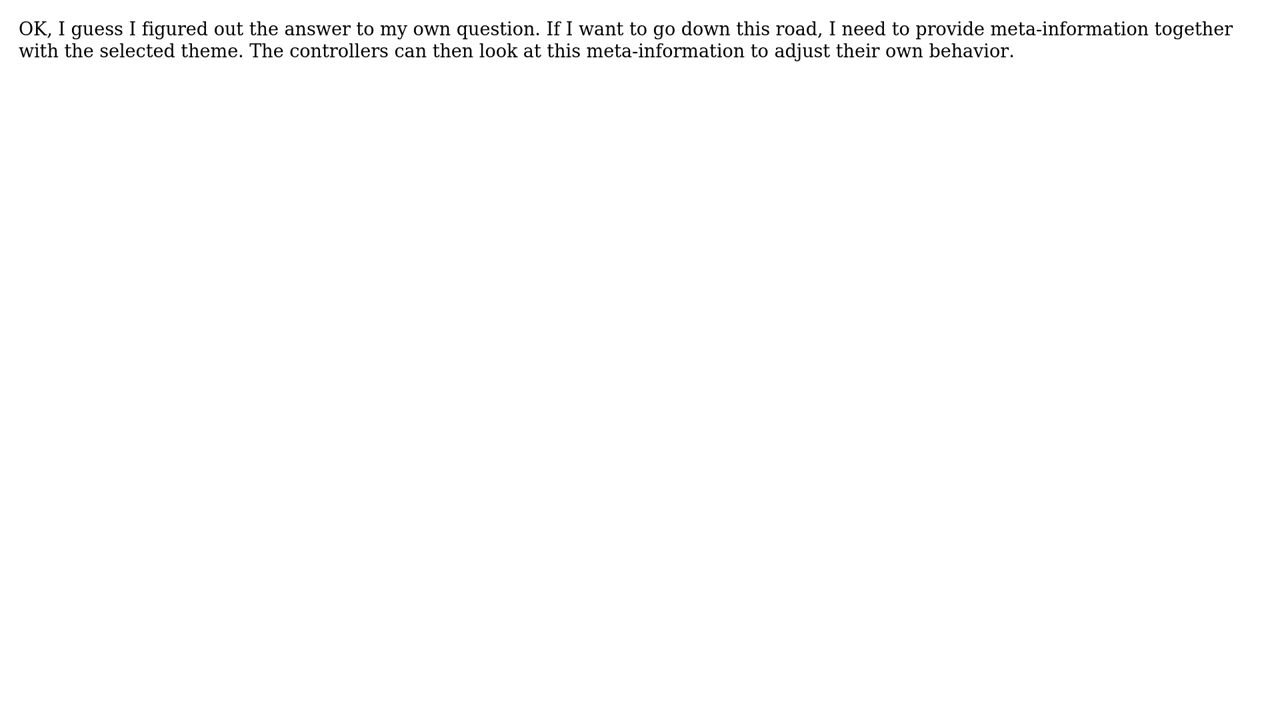 OK, I guess I figured out the answer to my own question. If I want to go down this road, I need to provide meta-information together
with the selected theme. The controllers can then look at this meta-information to adjust their own behavior.